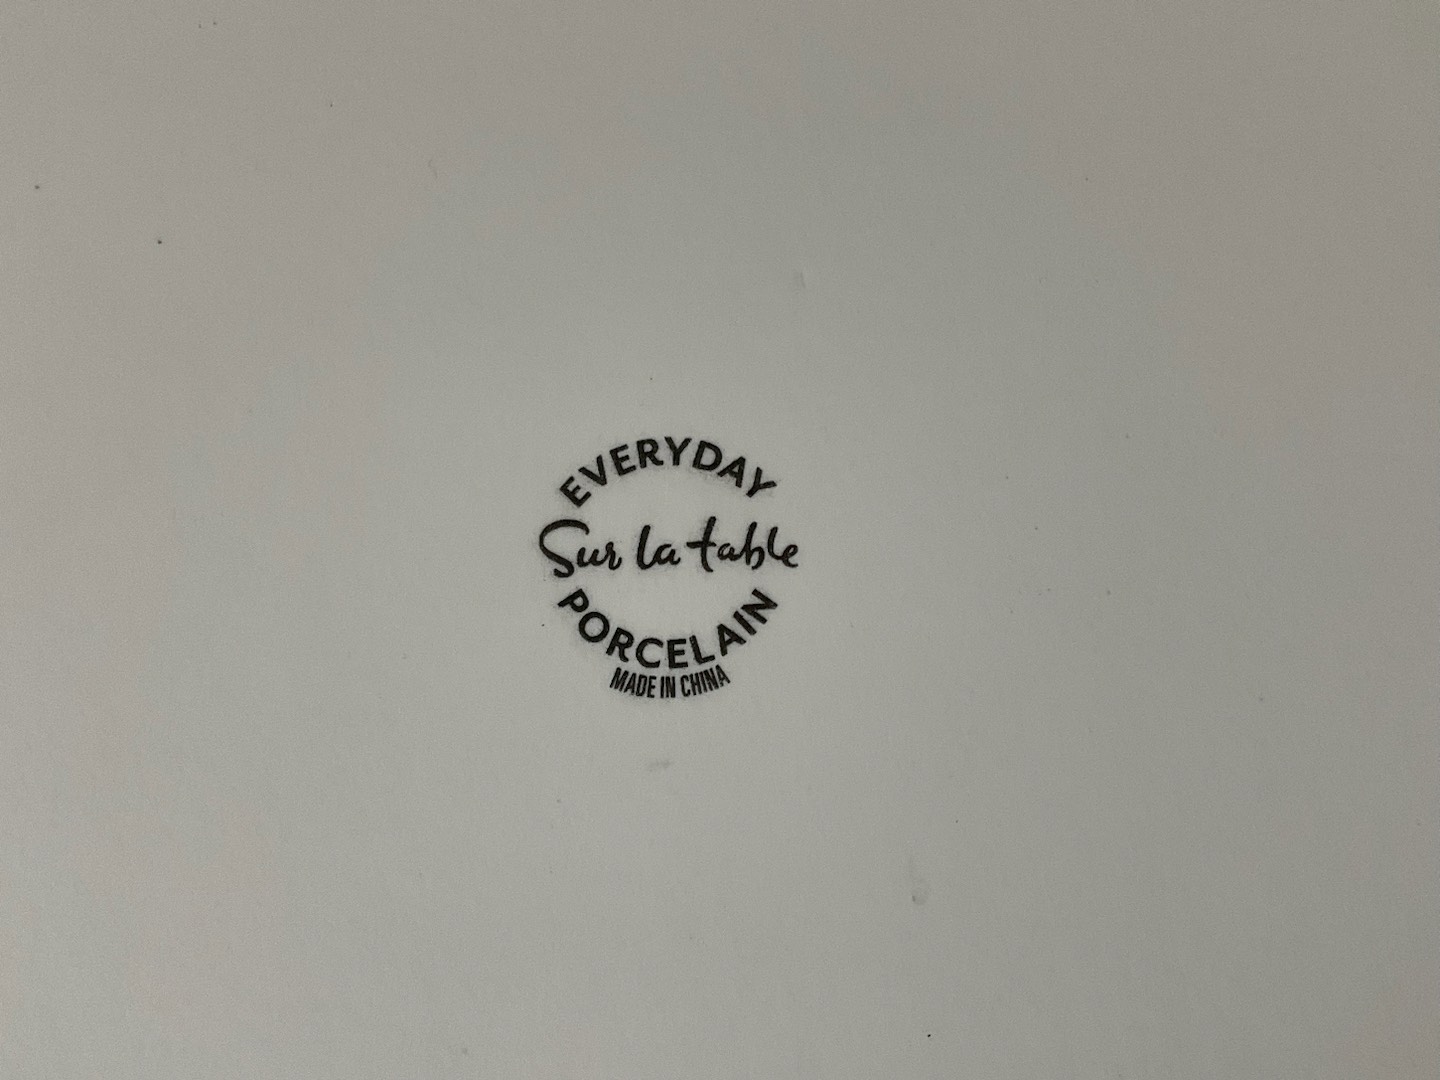 EVERYDAY
Sur la table
PORCELAIN
MADE IN CHINA